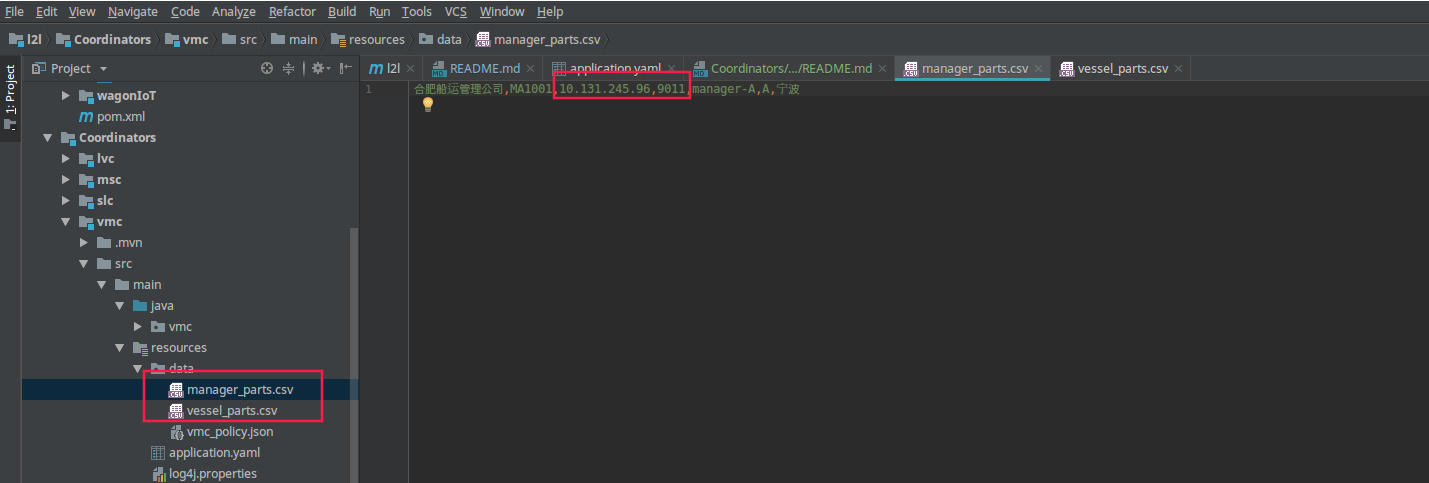 File Edit View Navigate Code Analyze Refactor Build Run Tools VCS Window Help
l2l Coordinators vmc src main resources data manager_parts.csv
1: Project
Project
l2l README.md application.yaml Coordinators/.../README.md manager_parts.csv vessel_parts.csv
1 合肥船运管理公司,MA1001,10.131.245.96,9011,manager-A,A,宁波
wagonIoT
pom.xml
Coordinators
lvc
msc
slc
vmc
.mvn
src
main
java
vmc
resources
data
manager_parts.csv
vessel_parts.csv
vmc_policy.json
application.yaml
log4j.properties